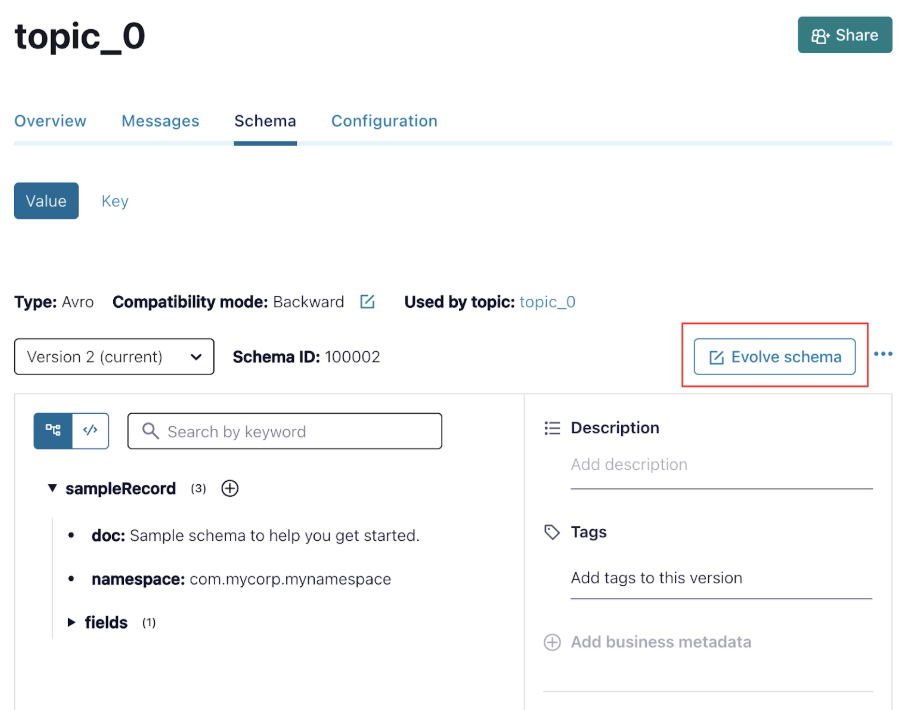 topic_0
Share
Overview Messages Schema Configuration
Value Key
Type: Avro Compatibility mode: Backward Used by topic: topic_0
Version 2 (current) Schema ID: 100002 Evolve schema
</> Search by keyword
Description
Add description
sampleRecord (3)
doc: Sample schema to help you get started.
namespace: com.mycorp.mynamespace
fields (1)
Tags
Add tags to this version
Add business metadata